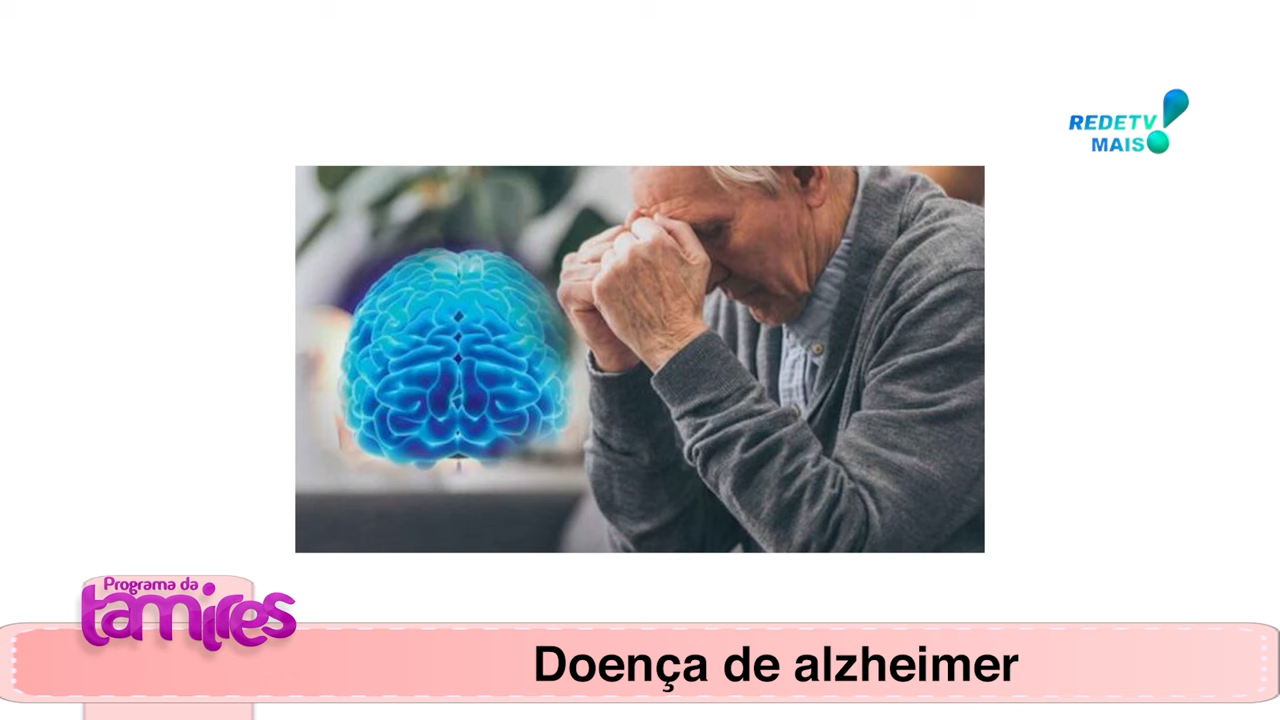 REDETV
MAIS
Programa da
tamires
Doença de alzheimer